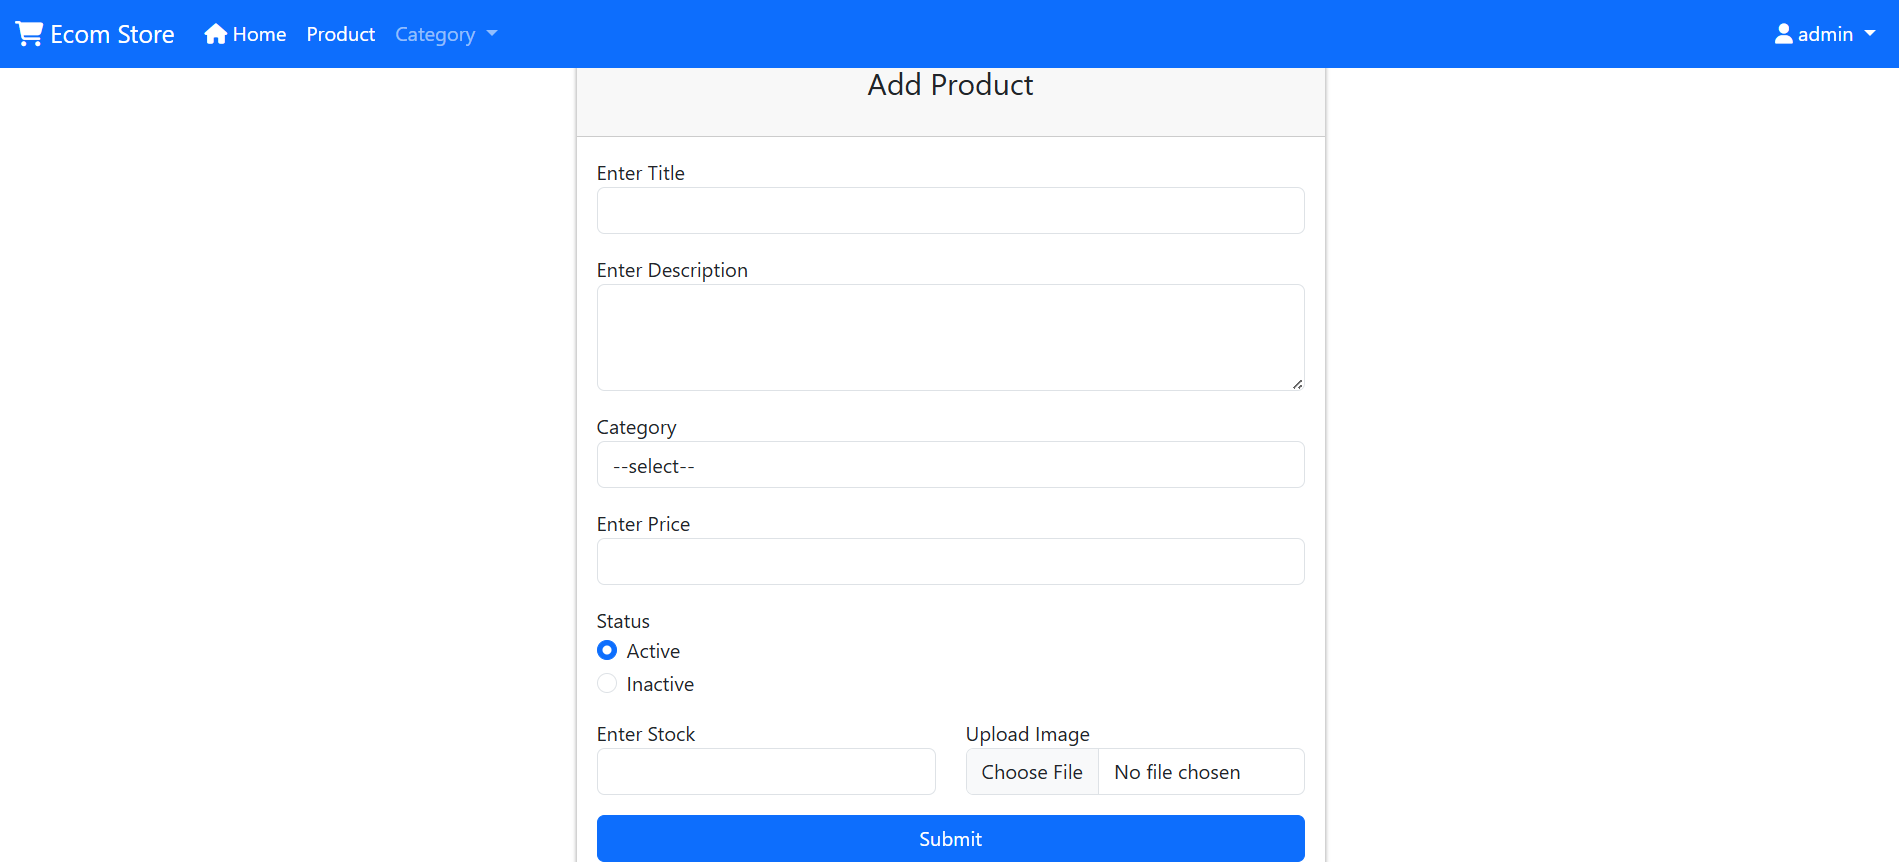 Ecom Store Home Product Category admin
Add Product
Enter Title
Enter Description
Category
--select--
Enter Price
Status
Active
Inactive
Enter Stock Upload Image
Choose File No file chosen
Submit